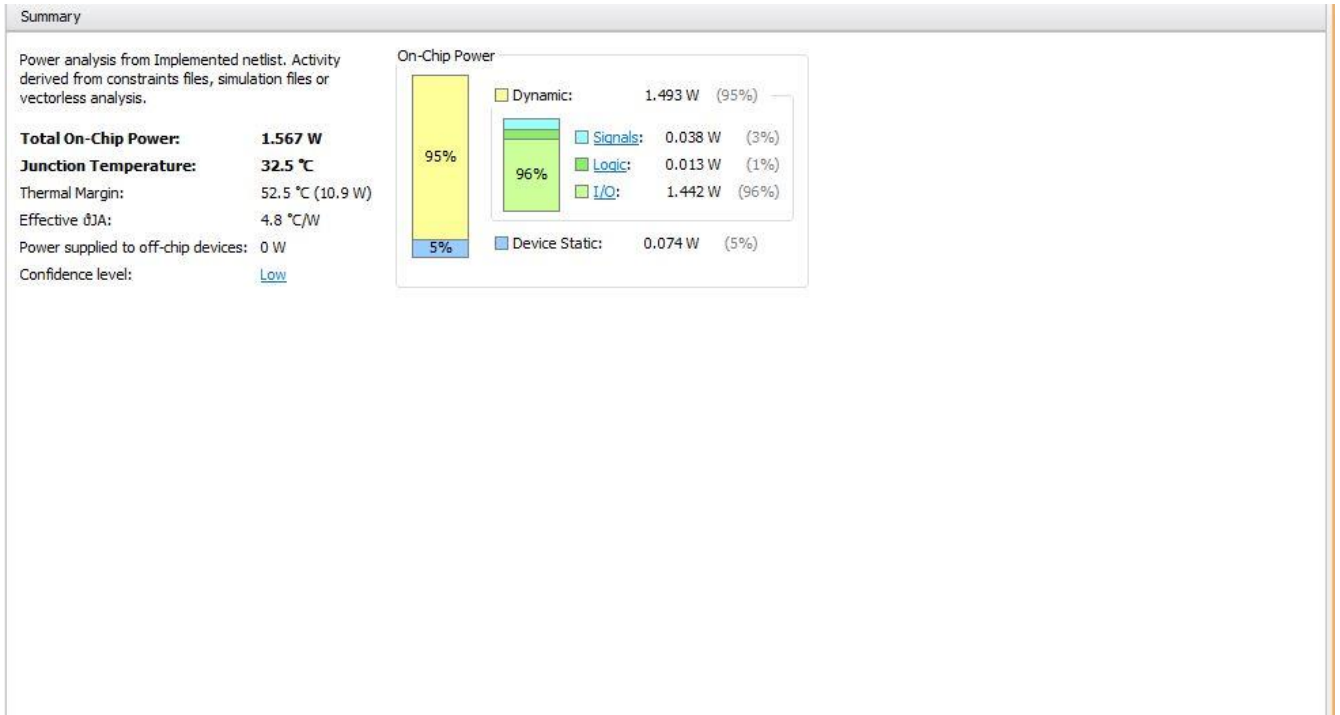 Summary
Power analysis from Implemented netlist. Activity
derived from constraints files, simulation files or
vectorless analysis.
Total On-Chip Power: 1.567 W
Junction Temperature: 32.5 °C
Thermal Margin: 52.5 °C (10.9 W)
Effective ϑJA: 4.8 °C/W
Power supplied to off-chip devices: 0 W
Confidence level: Low
On-Chip Power
95%
5%
Dynamic: 1.493 W (95%)
96%
Signals: 0.038 W (3%)
Logic: 0.013 W (1%)
I/O: 1.442 W (96%)
Device Static: 0.074 W (5%)